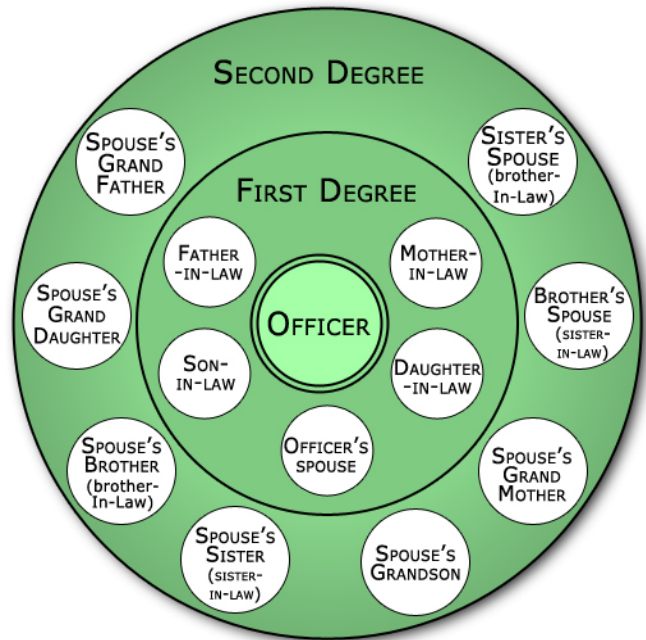 SECOND DEGREE
SPOUSE'S
GRAND
FATHER
SISTER'S
SPOUSE
(brother-
In-Law)
FIRST DEGREE
FATHER
-IN-LAW
MOTHER-
IN-LAW
SPOUSE'S
GRAND
DAUGHTER
OFFICER
BROTHER'S
SPOUSE
(SISTER-
IN-LAW)
SON-
IN-LAW
DAUGHTER
-IN-LAW
SPOUSE'S
BROTHER
(brother-
In-Law)
OFFICER'S
SPOUSE
SPOUSE'S
GRAND
MOTHER
SPOUSE'S
SISTER
(SISTER-
IN-LAW)
SPOUSE'S
GRANDSON